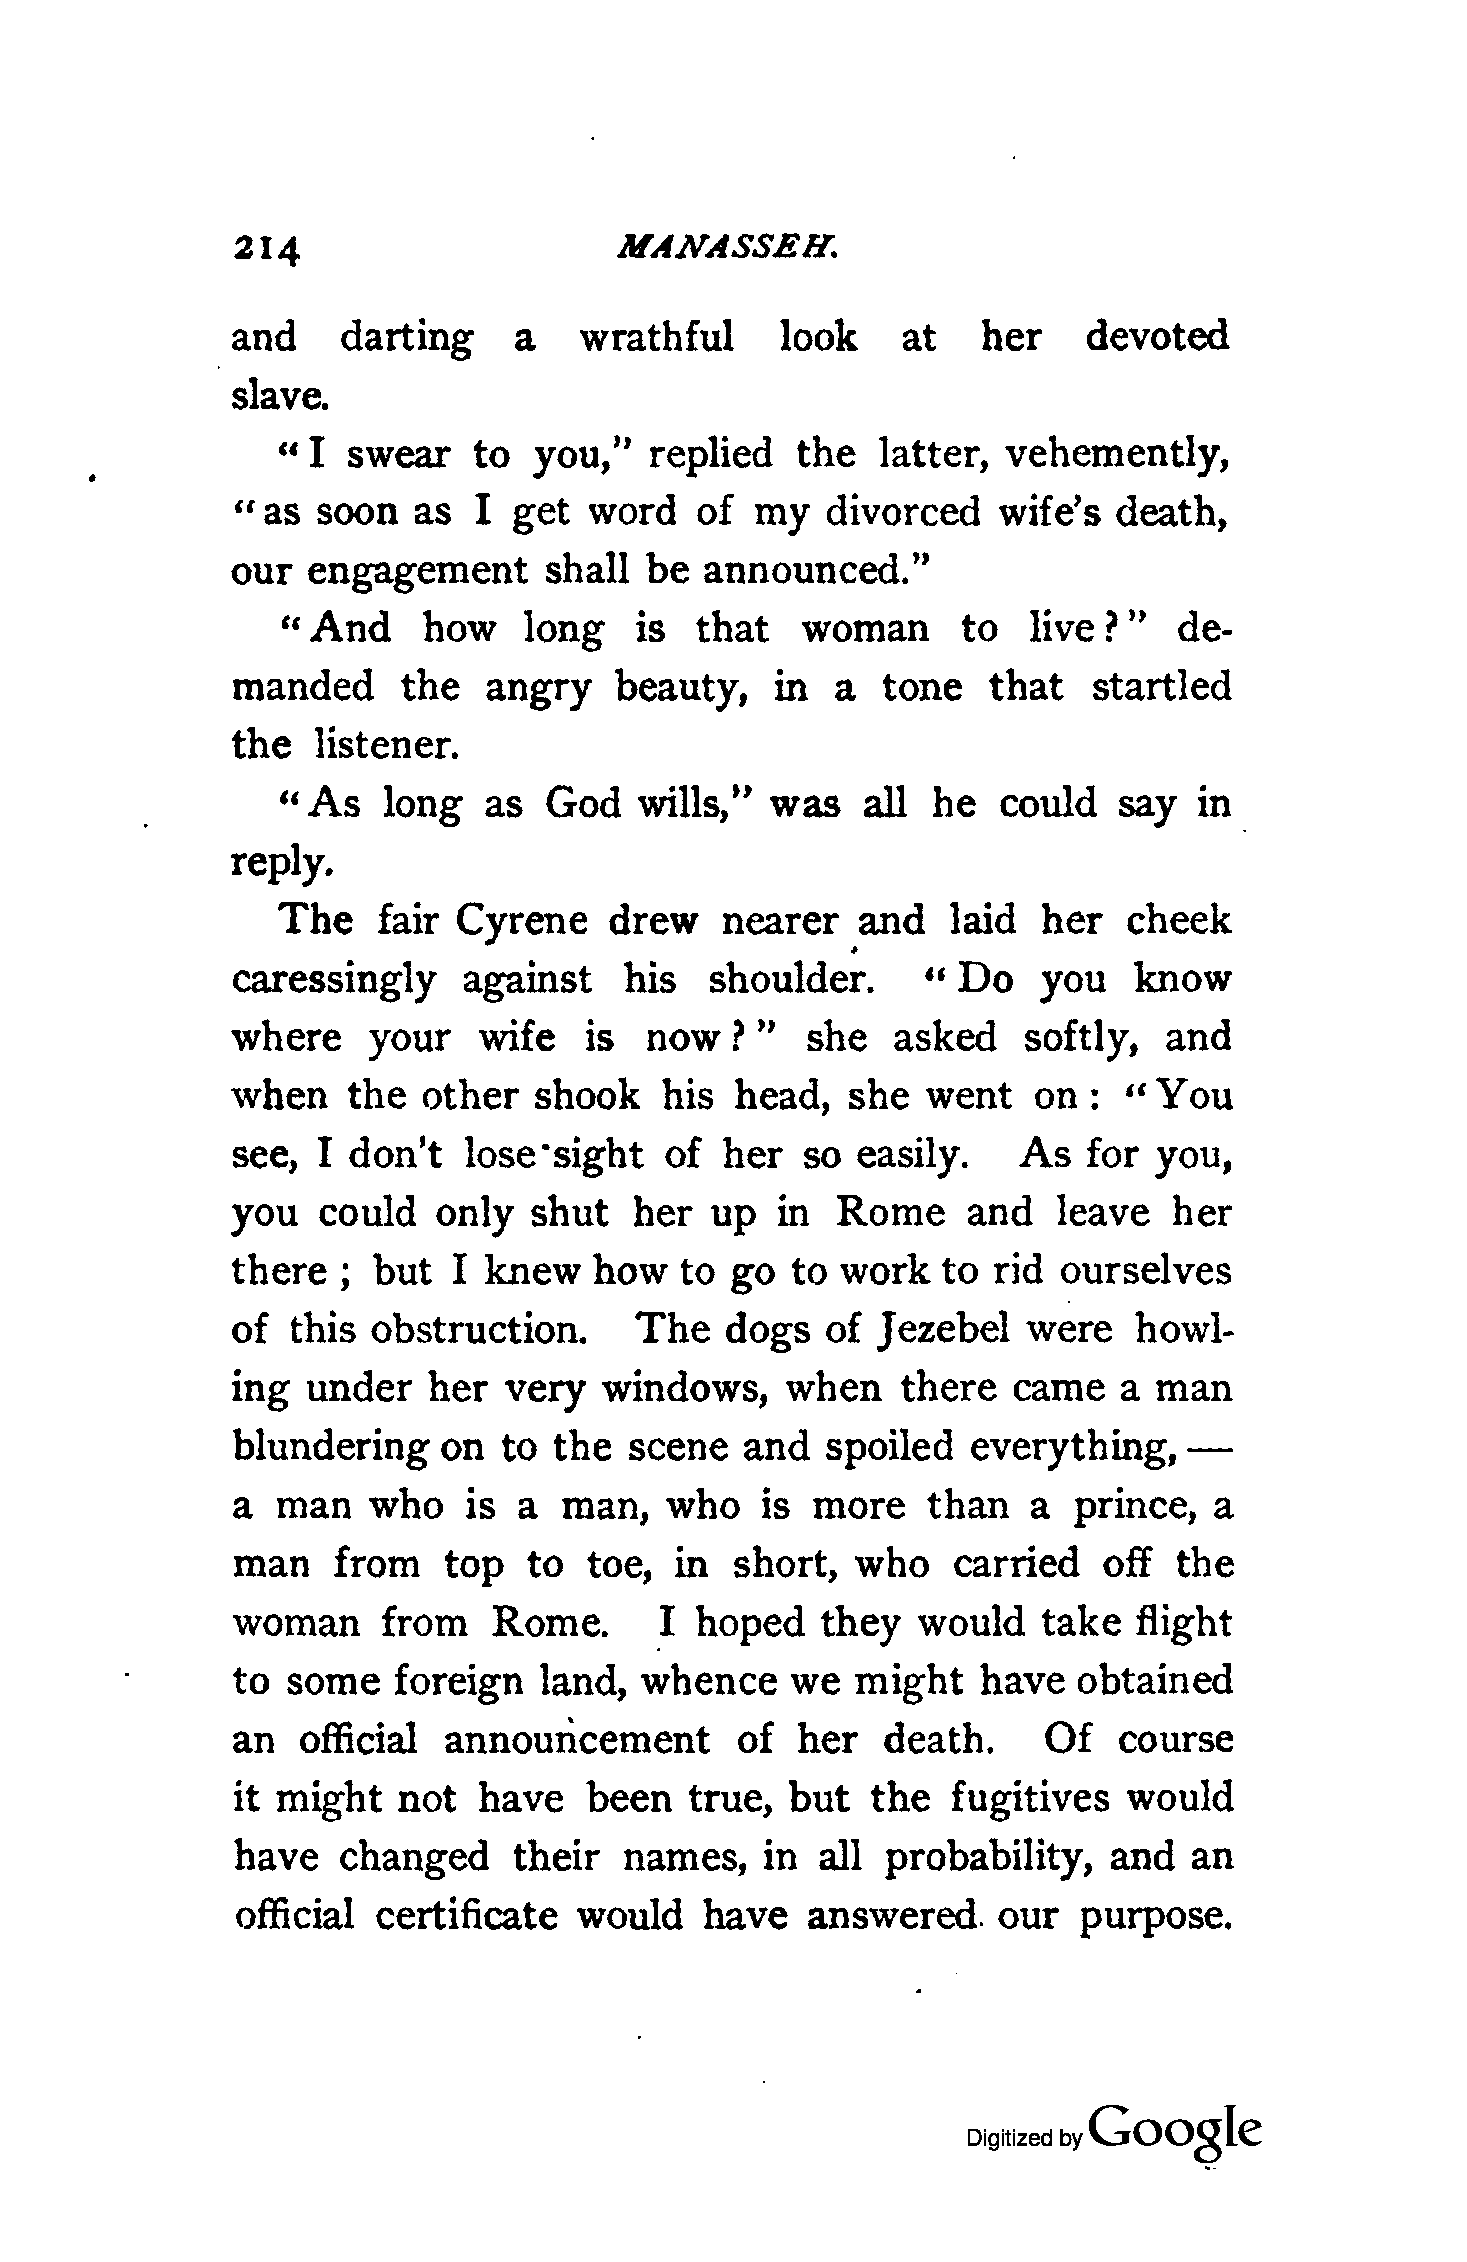 214 MANASSEH.
and darting a wrathful look at her devoted
slave.
"I swear to you," replied the latter, vehemently,
"as soon as I get word of my divorced wife's death,
our engagement shall be announced."
"And how long is that woman to live?" de-
manded the angry beauty, in a tone that startled
the listener.
"As long as God wills," was all he could say in
reply.
The fair Cyrene drew nearer and laid her cheek
caressingly against his shoulder. "Do you know
where your wife is now?" she asked softly, and
when the other shook his head, she went on: "You
see, I don't lose sight of her so easily. As for you,
you could only shut her up in Rome and leave her
there; but I knew how to go to work to rid ourselves
of this obstruction. The dogs of Jezebel were howl-
ing under her very windows, when there came a man
blundering on to the scene and spoiled everything,—
a man who is a man, who is more than a prince, a
man from top to toe, in short, who carried off the
woman from Rome. I hoped they would take flight
to some foreign land, whence we might have obtained
an official announcement of her death. Of course
it might not have been true, but the fugitives would
have changed their names, in all probability, and an
official certificate would have answered our purpose.
Digitized by Google